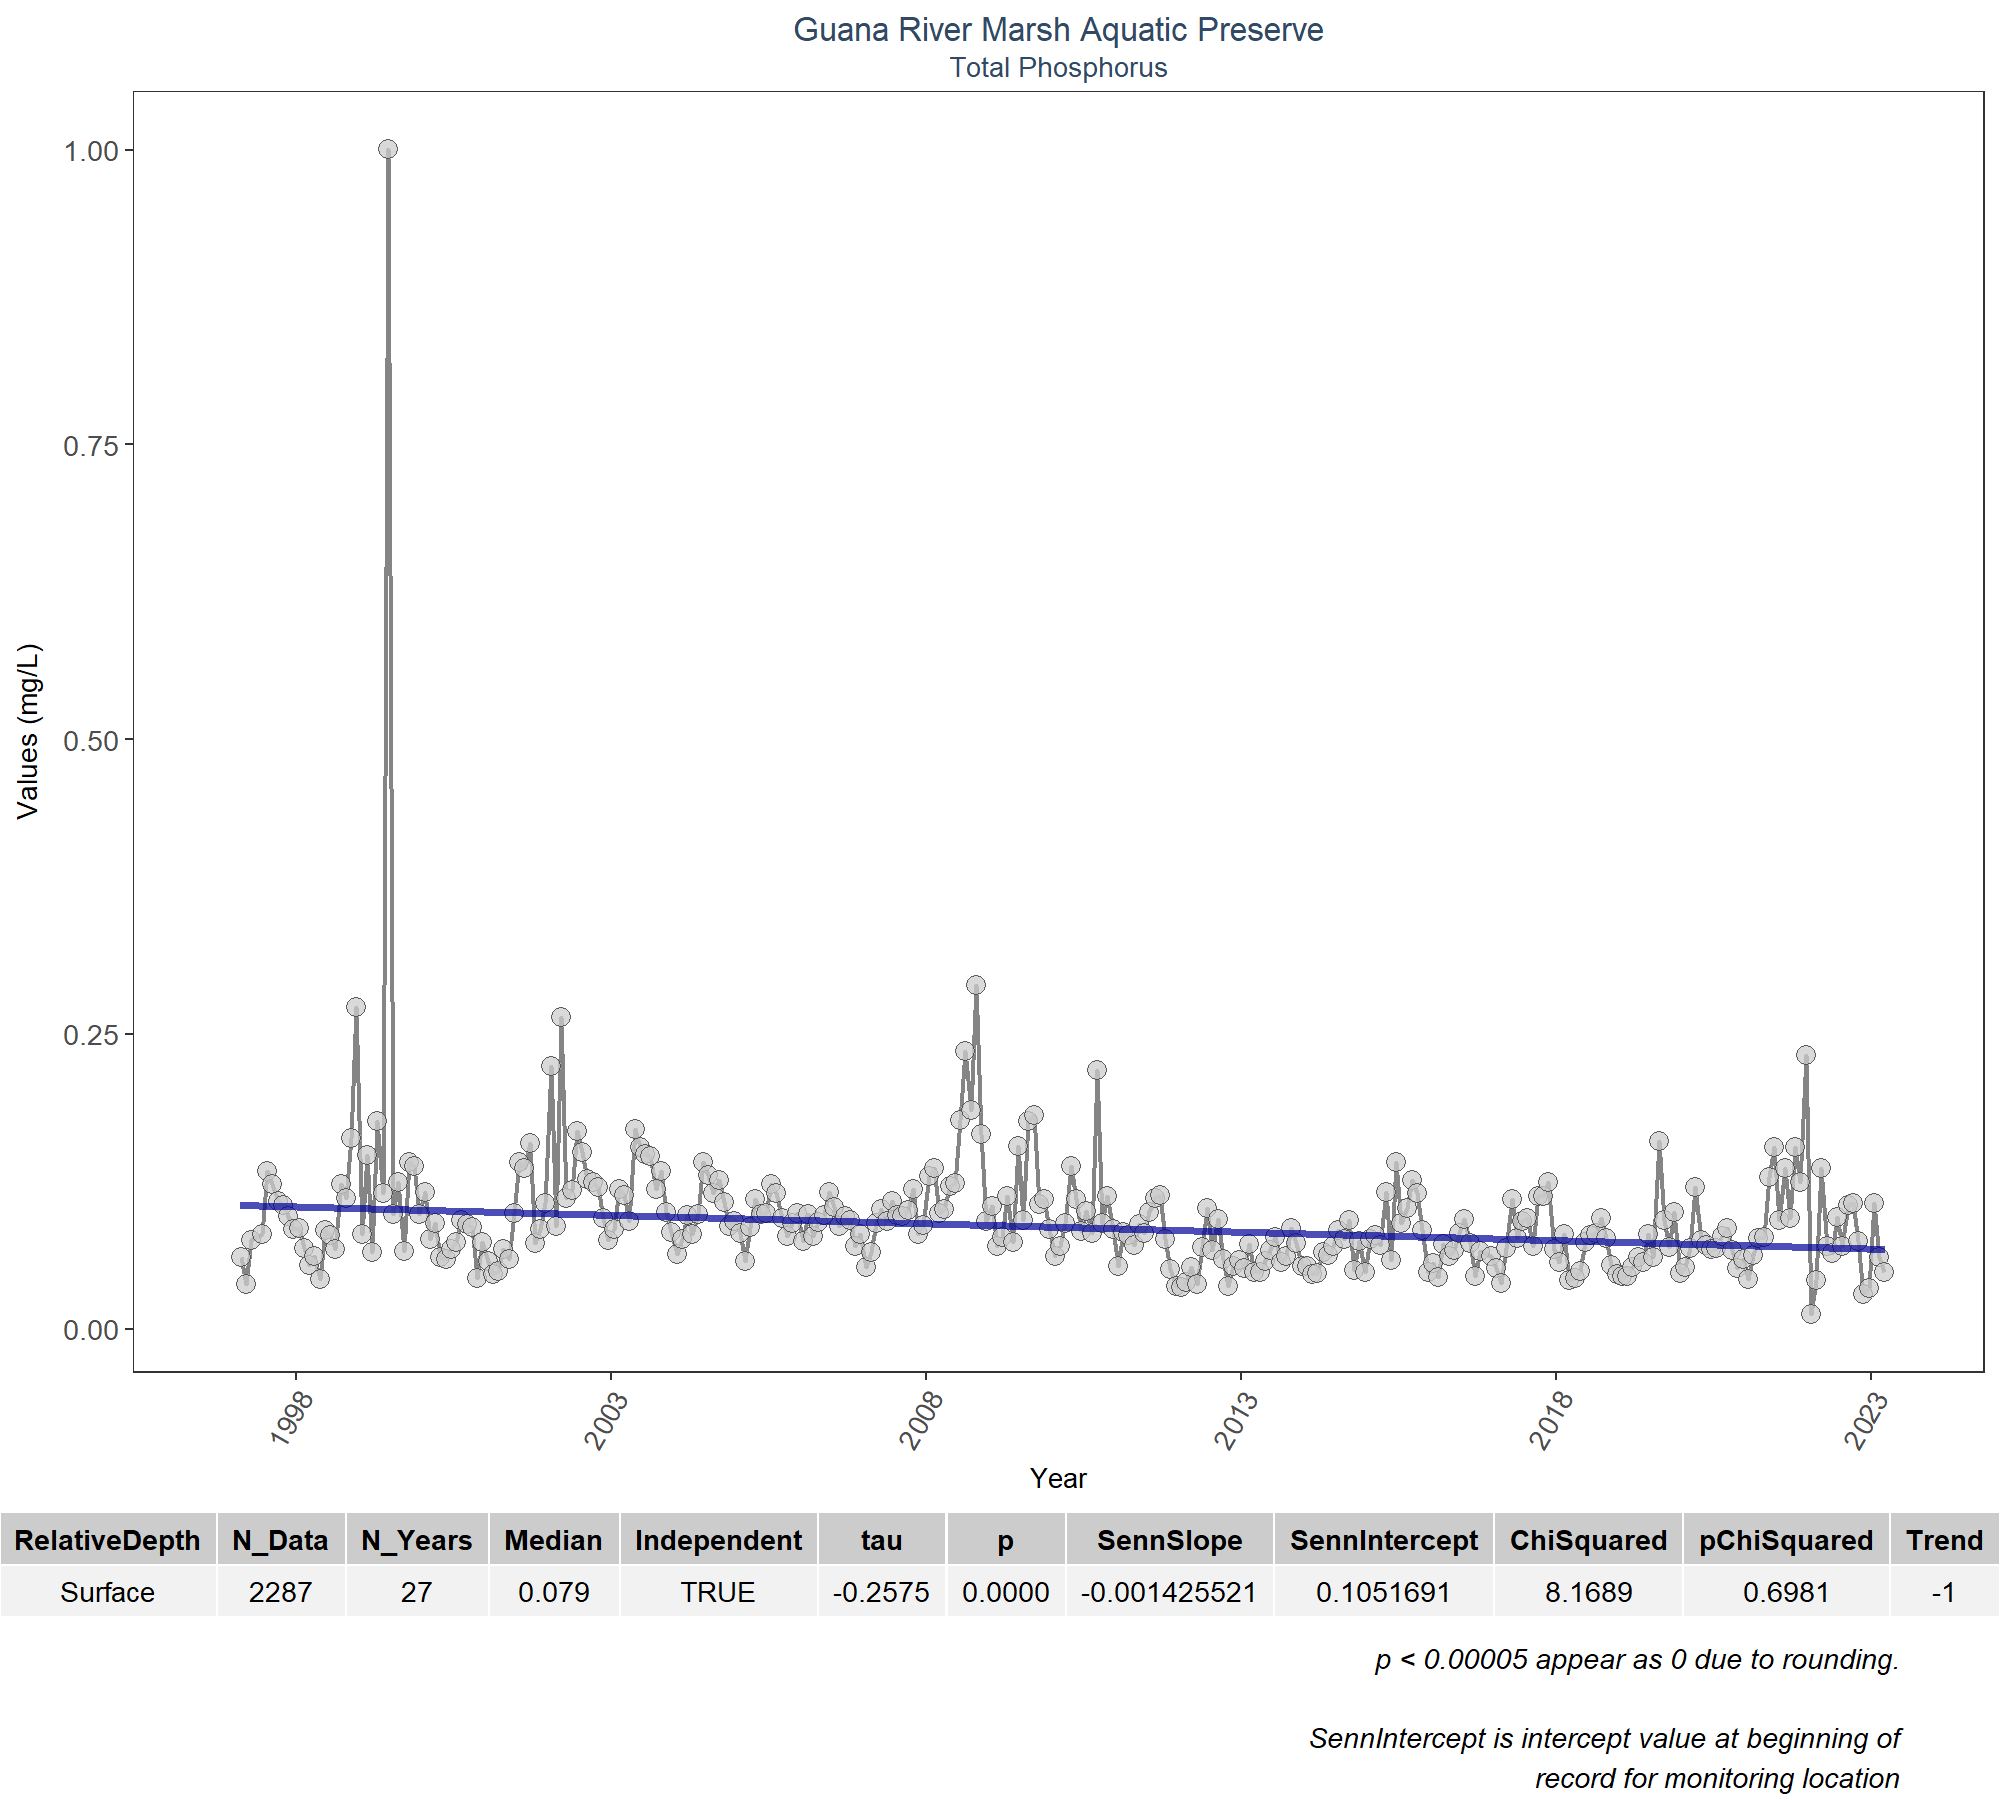 Guana River Marsh Aquatic Preserve
Total Phosphorus
1.00
0.75
0.50
0.25
0.00
Values (mg/L)
1998 2003 2008 2013 2018 2023
Year
RelativeDepth N_Data N_Years Median Independent tau p SennSlope SennIntercept ChiSquared pChiSquared Trend
Surface 2287 27 0.079 TRUE -0.2575 0.0000 -0.001425521 0.1051691 8.1689 0.6981 -1
p < 0.00005 appear as 0 due to rounding.
SennIntercept is intercept value at beginning of
record for monitoring location